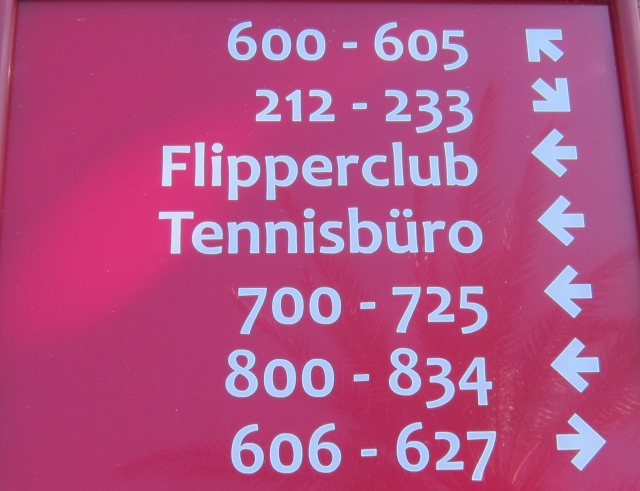 600 - 605 ↖
212 - 233 ↘
Flipperclub ←
Tennisbüro ←
700 - 725 ←
800 - 834 ←
606 - 627 →